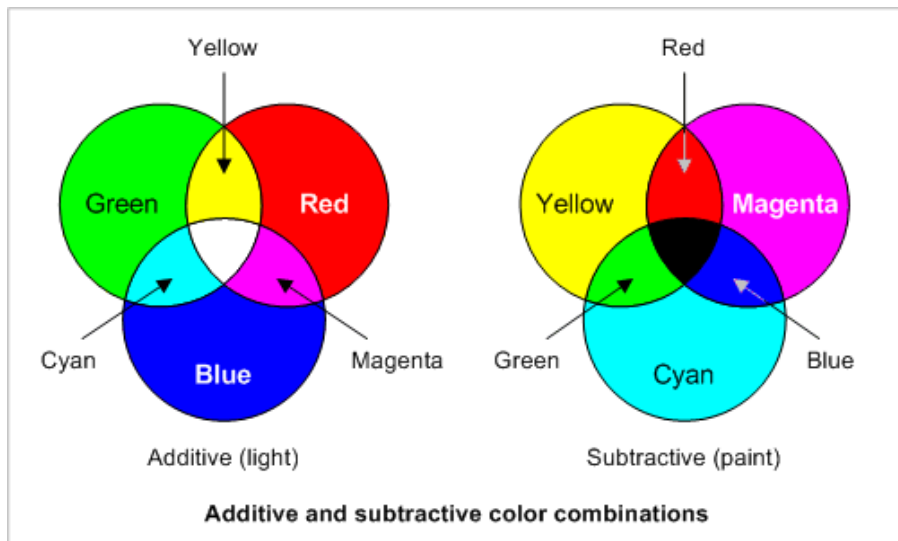 Yellow
Red
Green
Red
Cyan
Blue
Magenta
Additive (light)
Yellow
Magenta
Green
Cyan
Blue
Subtractive (paint)
Additive and subtractive color combinations